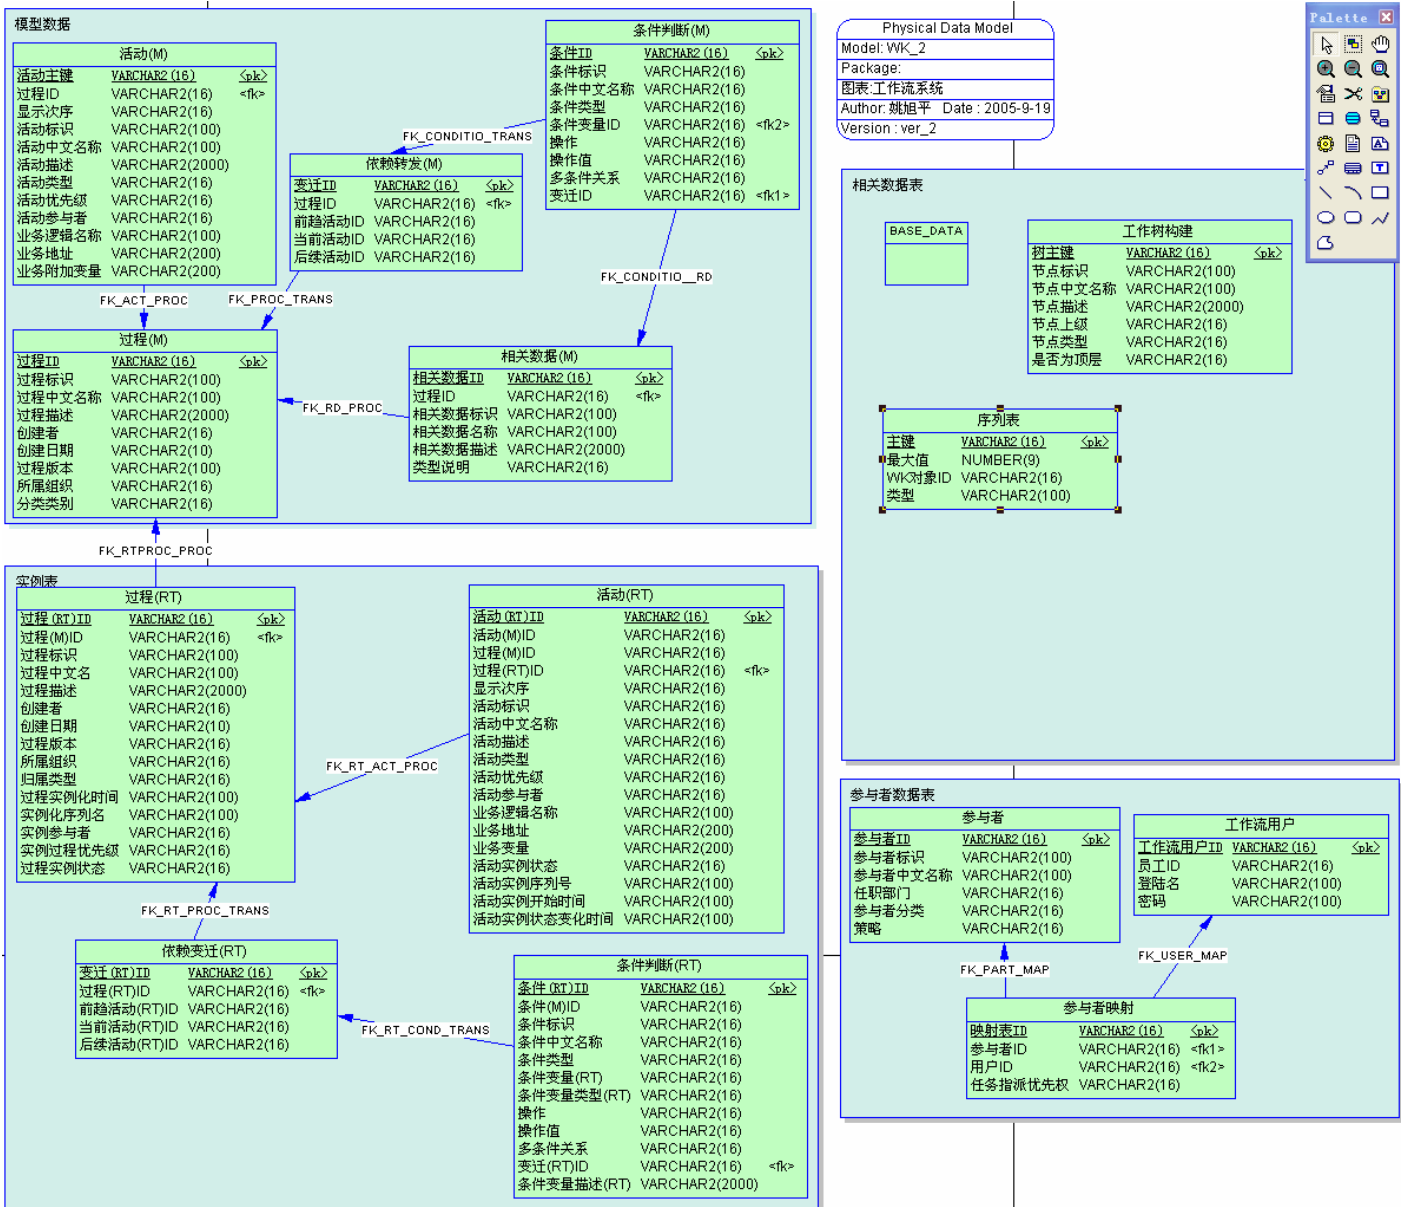 模型数据
活动(M)
活动主键 VARCHAR2(16) <pk>
过程ID VARCHAR2(16) <fk>
显示次序 VARCHAR2(16)
活动标识 VARCHAR2(100)
活动中文名称 VARCHAR2(100)
活动描述 VARCHAR2(2000)
活动类型 VARCHAR2(16)
活动优先级 VARCHAR2(16)
活动参与者 VARCHAR2(16)
业务逻辑名称 VARCHAR2(100)
业务地址 VARCHAR2(200)
业务附加变量 VARCHAR2(200)
条件判断(M)
条件ID VARCHAR2(16) <pk>
条件标识 VARCHAR2(16)
条件中文名称 VARCHAR2(16)
条件类型 VARCHAR2(16)
条件变量ID VARCHAR2(16) <fk2>
操作 VARCHAR2(16)
操作值 VARCHAR2(16)
多条件关系 VARCHAR2(16)
变迁ID VARCHAR2(16) <fk1>
FK_CONDITIO_TRANS
依赖转发(M)
变迁ID VARCHAR2(16) <pk>
过程ID VARCHAR2(16) <fk>
前趋活动ID VARCHAR2(16)
当前活动ID VARCHAR2(16)
后续活动ID VARCHAR2(16)
FK_CONDITIO__RD
FK_ACT_PROC
FK_PROC_TRANS
过程(M)
过程ID VARCHAR2(16) <pk>
过程标识 VARCHAR2(100)
过程中文名称 VARCHAR2(100)
过程描述 VARCHAR2(2000)
创建者 VARCHAR2(16)
创建日期 VARCHAR2(10)
过程版本 VARCHAR2(100)
所属组织 VARCHAR2(16)
分类类别 VARCHAR2(16)
FK_RD_PROC
相关数据(M)
相关数据ID VARCHAR2(16) <pk>
过程ID VARCHAR2(16) <fk>
相关数据标识 VARCHAR2(100)
相关数据名称 VARCHAR2(100)
相关数据描述 VARCHAR2(2000)
类型说明 VARCHAR2(16)
FK_RTPROC_PROC
Physical Data Model
Model: WK_2
Package:
图表:工作流系统
Author: 姚旭平 Date : 2005-9-19
Version : ver_2
Palette
相关数据表
BASE_DATA
工作树构建
树主键 VARCHAR2(16) <pk>
节点标识 VARCHAR2(100)
节点中文名称 VARCHAR2(100)
节点描述 VARCHAR2(2000)
节点上级 VARCHAR2(16)
节点类型 VARCHAR2(16)
是否为顶层 VARCHAR2(16)
序列表
主键 VARCHAR2(16) <pk>
最大值 NUMBER(9)
WK对象ID VARCHAR2(16)
类型 VARCHAR2(100)
实例表
过程(RT)
过程(RT)ID VARCHAR2(16) <pk>
过程(M)ID VARCHAR2(16) <fk>
过程标识 VARCHAR2(100)
过程中文名 VARCHAR2(100)
过程描述 VARCHAR2(2000)
创建者 VARCHAR2(16)
创建日期 VARCHAR2(10)
过程版本 VARCHAR2(16)
所属组织 VARCHAR2(16)
归属类型 VARCHAR2(16)
过程实例化时间 VARCHAR2(100)
实例化序列名 VARCHAR2(100)
实例参与者 VARCHAR2(16)
实例过程优先级 VARCHAR2(16)
过程实例状态 VARCHAR2(16)
FK_RT_ACT_PROC
活动(RT)
活动(RT)ID VARCHAR2(16) <pk>
活动(M)ID VARCHAR2(16)
过程(M)ID VARCHAR2(16)
过程(RT)ID VARCHAR2(16) <fk>
显示次序 VARCHAR2(16)
活动标识 VARCHAR2(16)
活动中文名称 VARCHAR2(16)
活动描述 VARCHAR2(16)
活动类型 VARCHAR2(16)
活动优先级 VARCHAR2(16)
活动参与者 VARCHAR2(16)
业务逻辑名称 VARCHAR2(100)
业务地址 VARCHAR2(200)
业务变量 VARCHAR2(200)
活动实例状态 VARCHAR2(16)
活动实例序列号 VARCHAR2(100)
活动实例开始时间 VARCHAR2(100)
活动实例状态变化时间 VARCHAR2(100)
FK_RT_PROC_TRANS
依赖变迁(RT)
变迁(RT)ID VARCHAR2(16) <pk>
过程(RT)ID VARCHAR2(16) <fk>
前趋活动(RT)ID VARCHAR2(16)
当前活动(RT)ID VARCHAR2(16)
后续活动(RT)ID VARCHAR2(16)
FK_RT_COND_TRANS
条件判断(RT)
条件(RT)ID VARCHAR2(16) <pk>
条件(M)ID VARCHAR2(16)
条件标识 VARCHAR2(16)
条件中文名称 VARCHAR2(16)
条件类型 VARCHAR2(16)
条件变量(RT) VARCHAR2(16)
条件变量类型(RT) VARCHAR2(16)
操作 VARCHAR2(16)
操作值 VARCHAR2(16)
多条件关系 VARCHAR2(16)
变迁(RT)ID VARCHAR2(16) <fk>
条件变量描述(RT) VARCHAR2(2000)
参与者数据表
参与者
参与者ID VARCHAR2(16) <pk>
参与者标识 VARCHAR2(100)
参与者中文名称 VARCHAR2(100)
任职部门 VARCHAR2(16)
参与者分类 VARCHAR2(16)
策略 VARCHAR2(16)
工作流用户
工作流用户ID VARCHAR2(16) <pk>
员工ID VARCHAR2(16)
登陆名 VARCHAR2(100)
密码 VARCHAR2(100)
FK_PART_MAP
FK_USER_MAP
参与者映射
映射表ID VARCHAR2(16) <pk>
参与者ID VARCHAR2(16) <fk1>
用户ID VARCHAR2(16) <fk2>
任务指派优先权 VARCHAR2(16)